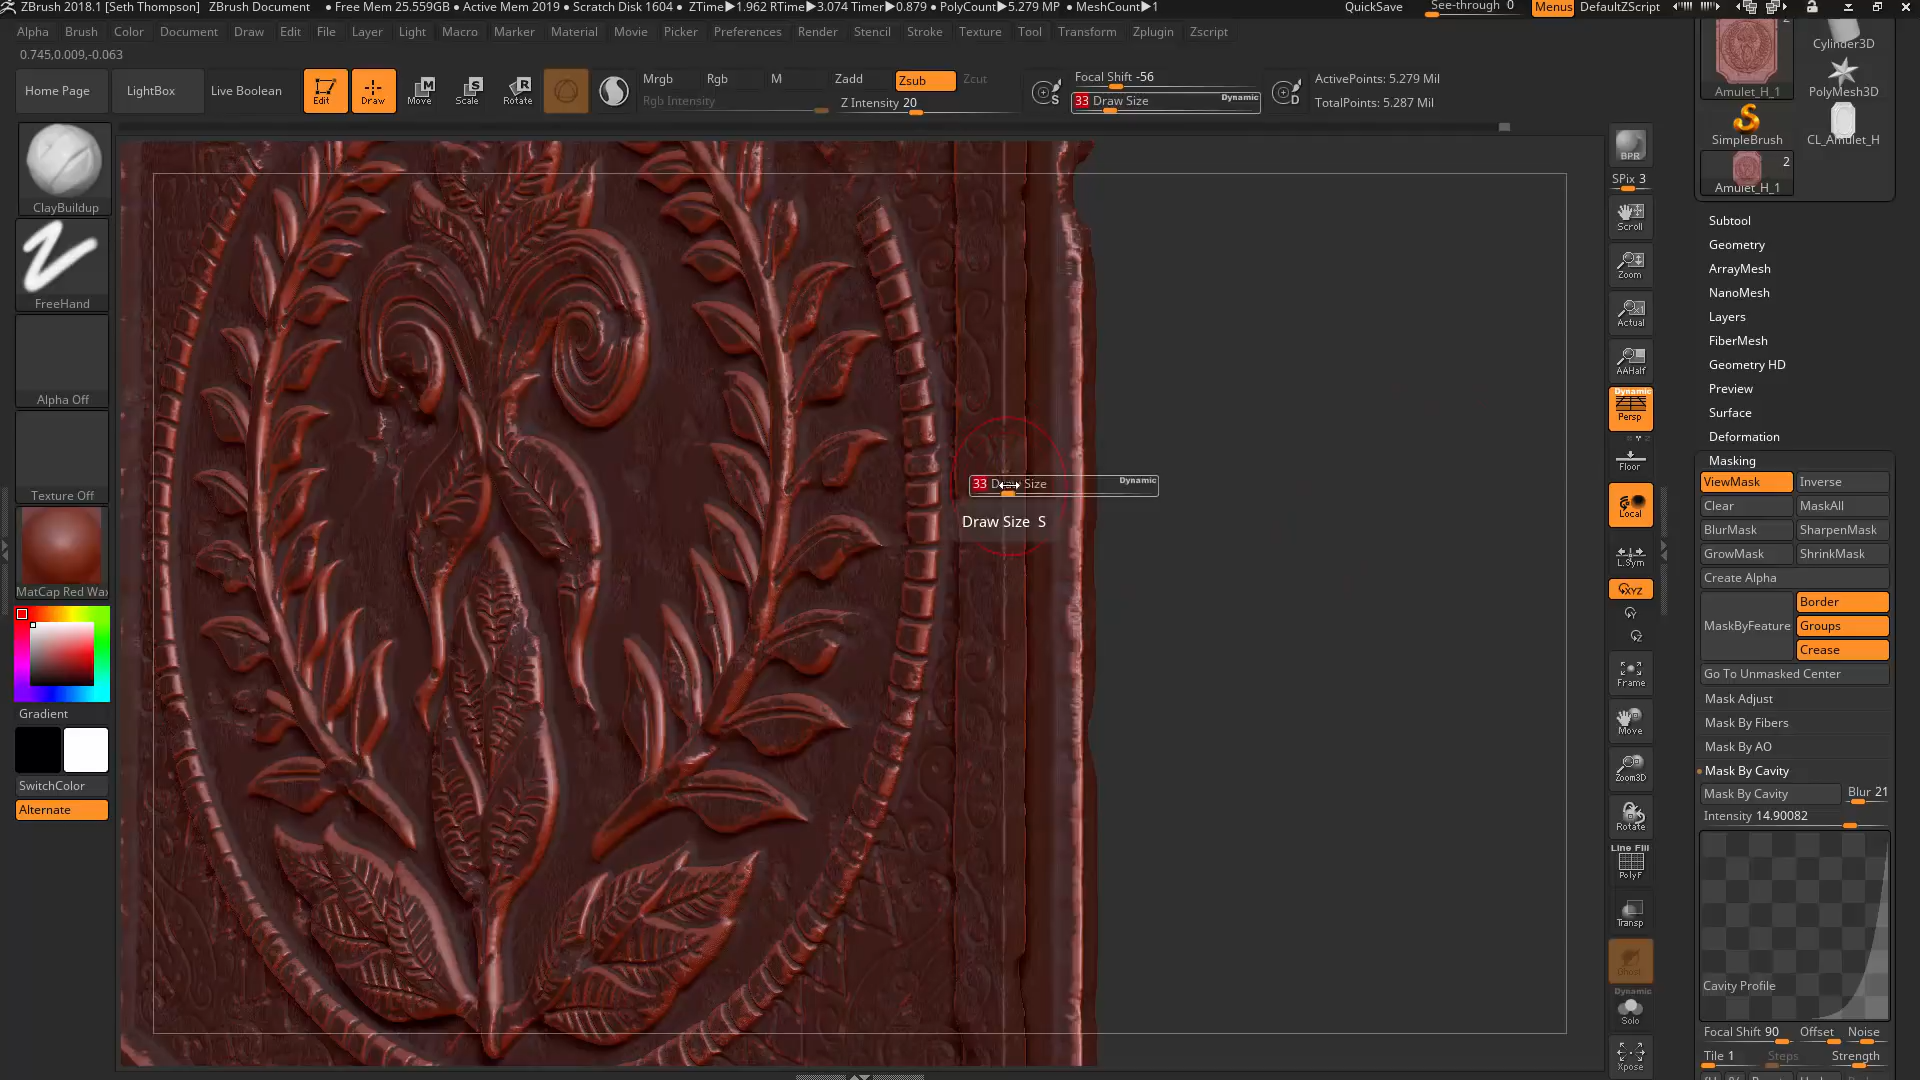 ZBrush 2018.1 [Seth Thompson] ZBrush Document • Free Mem 25.559GB • Active Mem 2019 • Scratch Disk 1604 • ZTime▶1.962 RTime▶3.074 Timer▶0.879 • PolyCount▶5.279 MP • MeshCount▶1 QuickSave See-through 0 Menus DefaultZScript
Alpha Brush Color Document Draw Edit File Layer Light Macro Marker Material Movie Picker Preferences Render Stencil Stroke Texture Tool Transform Zplugin Zscript
0.745,0.009,-0.063
Home Page LightBox Live Boolean Edit Draw Move Scale Rotate
Mrgb Rgb M Zadd Zsub Zcut
Rgb Intensity Z Intensity 20
S Focal Shift -56
33 Draw Size Dynamic
D ActivePoints: 5.279 Mil
TotalPoints: 5.287 Mil
ClayBuildup
FreeHand
Alpha Off
Texture Off
MatCap Red Wax
Gradient
SwitchColor
Alternate
33 Draw Size Dynamic
Draw Size S
BPR
SPix 3
Scroll
Zoom
Actual
AAHalf
Dynamic
Persp
Floor
Local
L.Sym
XYZ
Frame
Move
Zoom3D
Rotate
Line Fill
PolyF
Transp
Ghost
Dynamic
Solo
Xpose
2
Amulet_H_1
Cylinder3D
PolyMesh3D
SimpleBrush
CL_Amulet_H
2
Amulet_H_1
Subtool
Geometry
ArrayMesh
NanoMesh
Layers
FiberMesh
Geometry HD
Preview
Surface
Deformation
Masking
ViewMask Inverse
Clear MaskAll
BlurMask SharpenMask
GrowMask ShrinkMask
Create Alpha
MaskByFeature
Border
Groups
Crease
Go To Unmasked Center
Mask Adjust
Mask By Fibers
Mask By AO
Mask By Cavity
Mask By Cavity Blur 21
Intensity 14.90082
Cavity Profile
Focal Shift 90 Offset Noise
Tile 1 Steps Strength